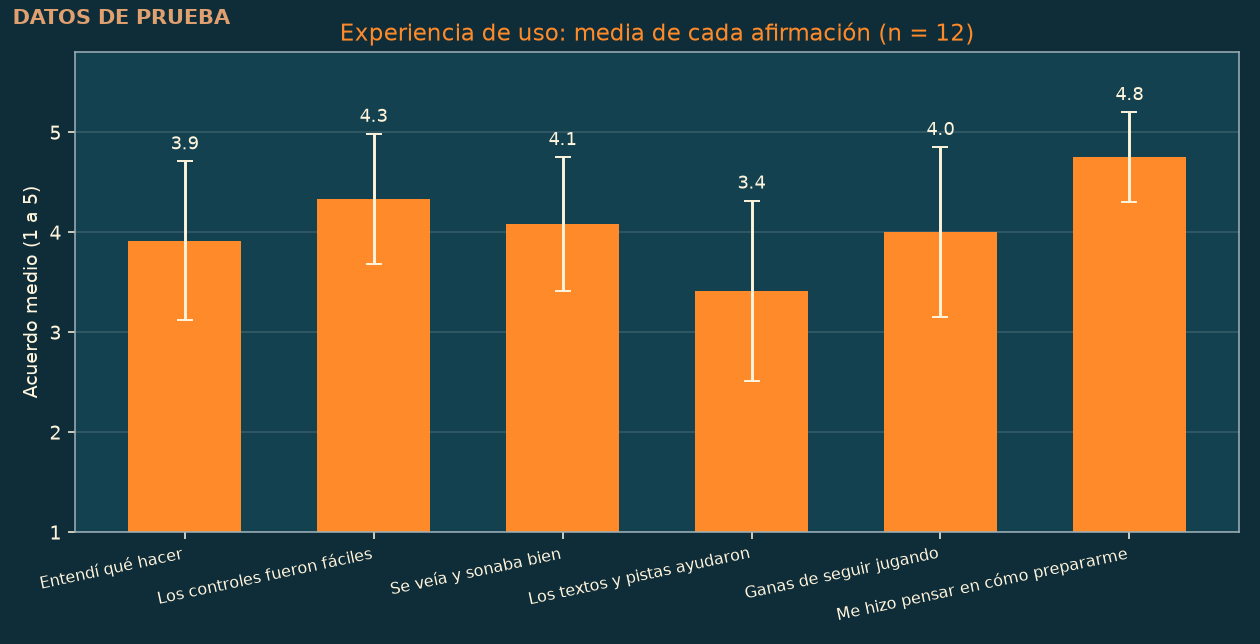 DATOS DE PRUEBA
Experiencia de uso: media de cada afirmación (n = 12)
Acuerdo medio (1 a 5)
5
4
3
2
1
3.9
4.3
4.1
3.4
4.0
4.8
Entendí qué hacer
Los controles fueron fáciles
Se veía y sonaba bien
Los textos y pistas ayudaron
Ganas de seguir jugando
Me hizo pensar en cómo prepararme